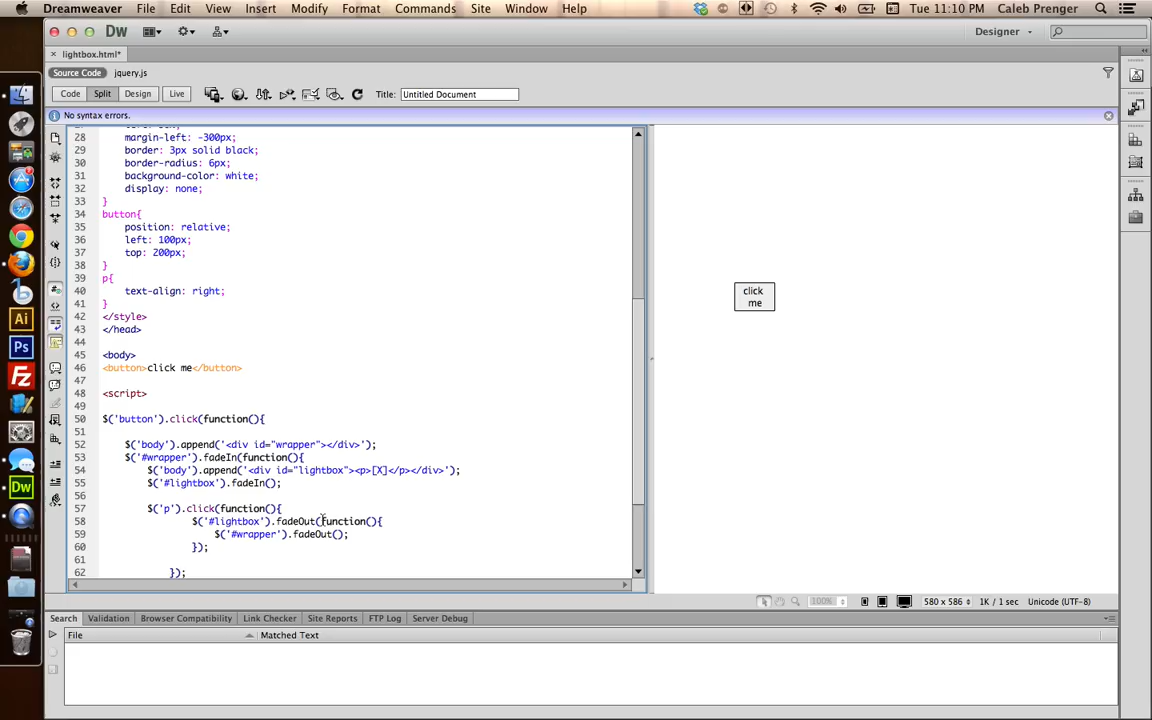 Dreamweaver File Edit View Insert Modify Format Commands Site Window Help Tue 11:10 PM Caleb Prenger
Dw Designer
lightbox.html*
Source Code jquery.js
Code Split Design Live Title: Untitled Document
No syntax errors.
28 margin-left: -300px;
29 border: 3px solid black;
30 border-radius: 6px;
31 background-color: white;
32 display: none;
33 }
34 button{
35 position: relative;
36 left: 100px;
37 top: 200px;
38 }
39 p{
40 text-align: right;
41 }
42 </style>
43 </head>
44
45 <body>
46 <button>click me</button>
47
48 <script>
49
50 $('button').click(function(){
51
52 $('body').append('<div id="wrapper"></div>');
53 $('#wrapper').fadeIn(function(){
54 $('body').append('<div id="lightbox"><p>[X]</p></div>');
55 $('#lightbox').fadeIn();
56
57 $('p').click(function(){
58 $('#lightbox').fadeOut(function(){
59 $('#wrapper').fadeOut();
60 });
61
62 });
click
me
100% 580 x 586 1K / 1 sec Unicode (UTF-8)
Search Validation Browser Compatibility Link Checker Site Reports FTP Log Server Debug
File Matched Text
Ai
Ps
Fz
Dw